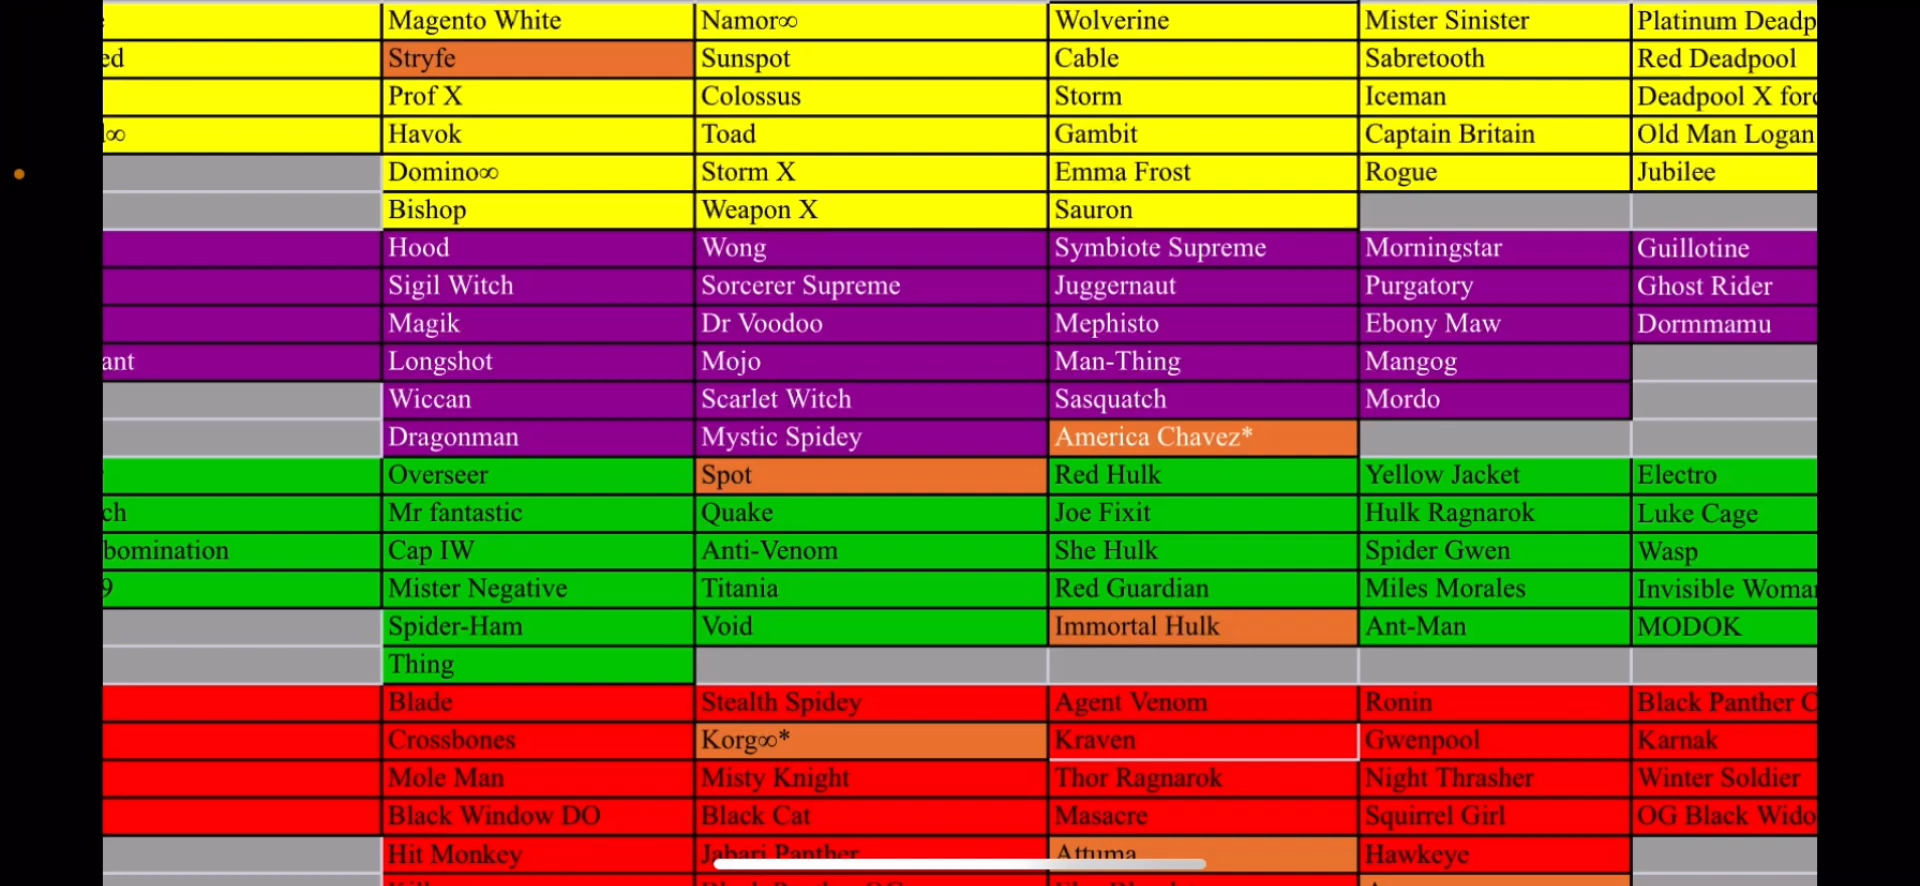 Magento White Namor∞ Wolverine Mister Sinister Platinum Deadp
ed Stryfe Sunspot Cable Sabretooth Red Deadpool
Prof X Colossus Storm Iceman Deadpool X forc
l∞ Havok Toad Gambit Captain Britain Old Man Logan
Domino∞ Storm X Emma Frost Rogue Jubilee
Bishop Weapon X Sauron
Hood Wong Symbiote Supreme Morningstar Guillotine
Sigil Witch Sorcerer Supreme Juggernaut Purgatory Ghost Rider
Magik Dr Voodoo Mephisto Ebony Maw Dormmamu
ant Longshot Mojo Man-Thing Mangog
Wiccan Scarlet Witch Sasquatch Mordo
Dragonman Mystic Spidey America Chavez*
Overseer Spot Red Hulk Yellow Jacket Electro
ch Mr fantastic Quake Joe Fixit Hulk Ragnarok Luke Cage
bomination Cap IW Anti-Venom She Hulk Spider Gwen Wasp
9 Mister Negative Titania Red Guardian Miles Morales Invisible Woman
Spider-Ham Void Immortal Hulk Ant-Man MODOK
Thing
Blade Stealth Spidey Agent Venom Ronin Black Panther C
Crossbones Korg∞* Kraven Gwenpool Karnak
Mole Man Misty Knight Thor Ragnarok Night Thrasher Winter Soldier
Black Window DO Black Cat Masacre Squirrel Girl OG Black Wido
Hit Monkey Jabari Panther Attuma Hawkeye